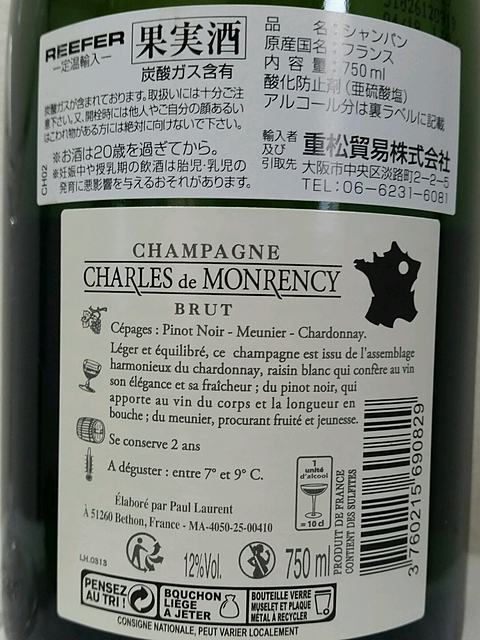 REEFER
―定温輸入―
果実酒
炭酸ガス含有
炭酸ガスが含まれております。取扱いには十分ご注
意下さい。又、開栓時には他人やご自分の顔あるい
はこわれ物がある方には絶対に向けないで下さい。
※お酒は20歳を過ぎてから。
※妊娠中や授乳期の飲酒は胎児・乳児の
発育に悪影響を与えるおそれがあります。
CH02
品名:シャンパン
原産国名:フランス
内容量:750ml
酸化防止剤(亜硫酸塩)
アルコール分は裏ラベルに記載
輸入者
及び
引取先
重松貿易株式会社
大阪市中央区淡路町2-2-5
TEL:06-6231-6081
CHAMPAGNE
CHARLES de MONRENCY
BRUT
Cépages : Pinot Noir - Meunier - Chardonnay.
Léger et équilibré, ce champagne est issu de l'assemblage
harmonieux du chardonnay, raisin blanc qui confère au vin
son élégance et sa fraîcheur ; du pinot noir, qui
apporte au vin du corps et la longueur en
bouche ; du meunier, procurant fruité et jeunesse.
Se conserve 2 ans
A déguster : entre 7° et 9° C.
1
unité
d'alcool
= 10 cl
Élaboré par Paul Laurent
À 51260 Bethon, France - MA-4050-25-00410
LH.0313
12%Vol.
750 ml
PRODUIT DE FRANCE
CONTIENT DES SULFITES
3 760215 690829
PENSEZ
AU TRI !
BOUCHON
LIÈGE
À JETER
BOUTEILLE VERRE
MUSELET ET PLAQUE
MÉTAL À RECYCLER
CONSIGNE NATIONALE, PEUT VARIER LOCALEMENT